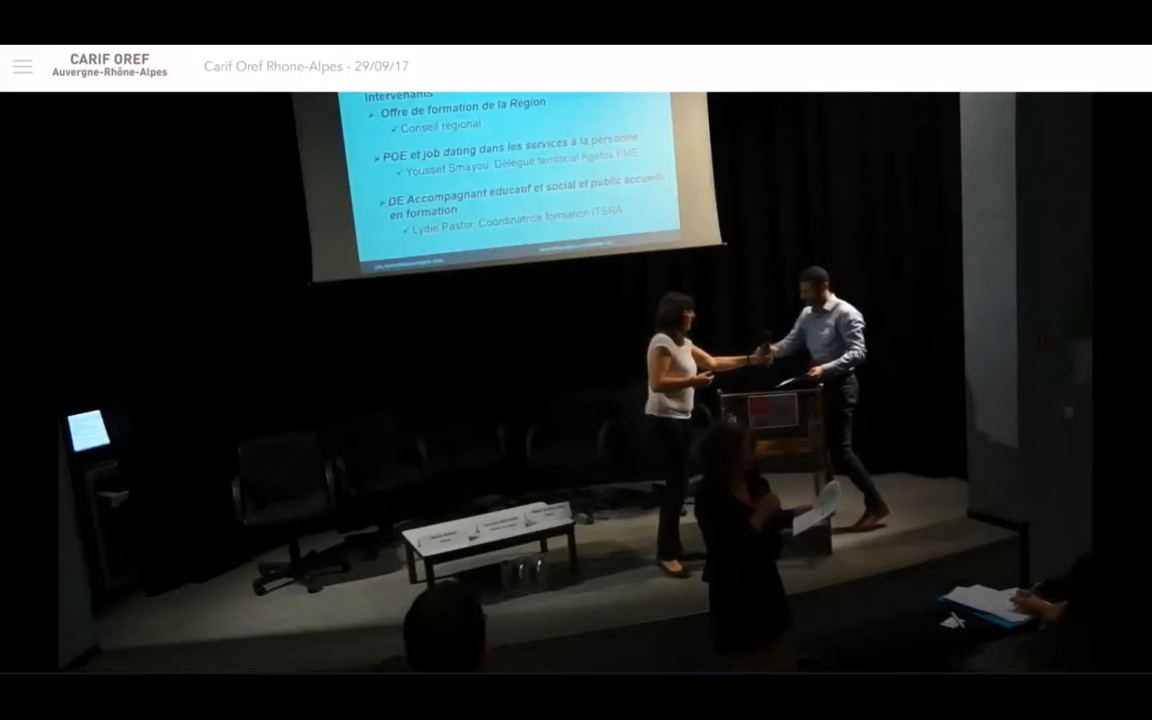 CARIF OREF
Auvergne-Rhône-Alpes
Carif Oref Rhone-Alpes - 29/09/17
Intervenants
➢ Offre de formation de la Région
✓ Conseil régional
➢ POE et job dating dans les services à la personne
✓ Youssef Smayou, Délégué territorial Agefos PME
➢ DE Accompagnant éducatif et social et public accueilli
en formation
✓ Lydie Pastor, Coordinatrice formation ITSRA